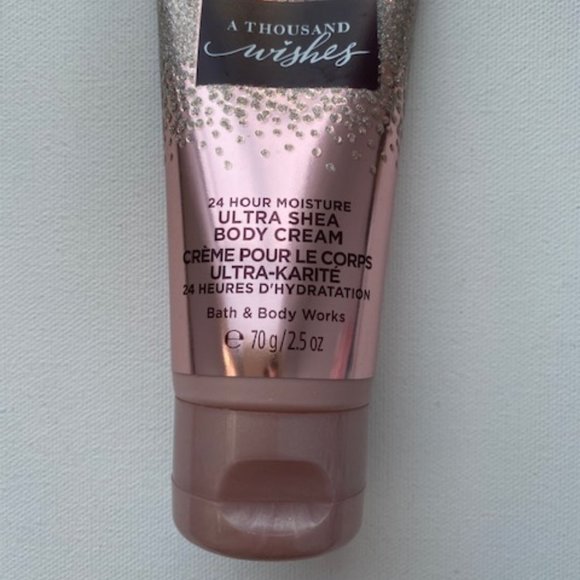 A THOUSAND
wishes
24 HOUR MOISTURE
ULTRA SHEA
BODY CREAM
CRÈME POUR LE CORPS
ULTRA-KARITÉ
24 HEURES D'HYDRATATION
Bath & Body Works
℮ 70 g/2.5 oz